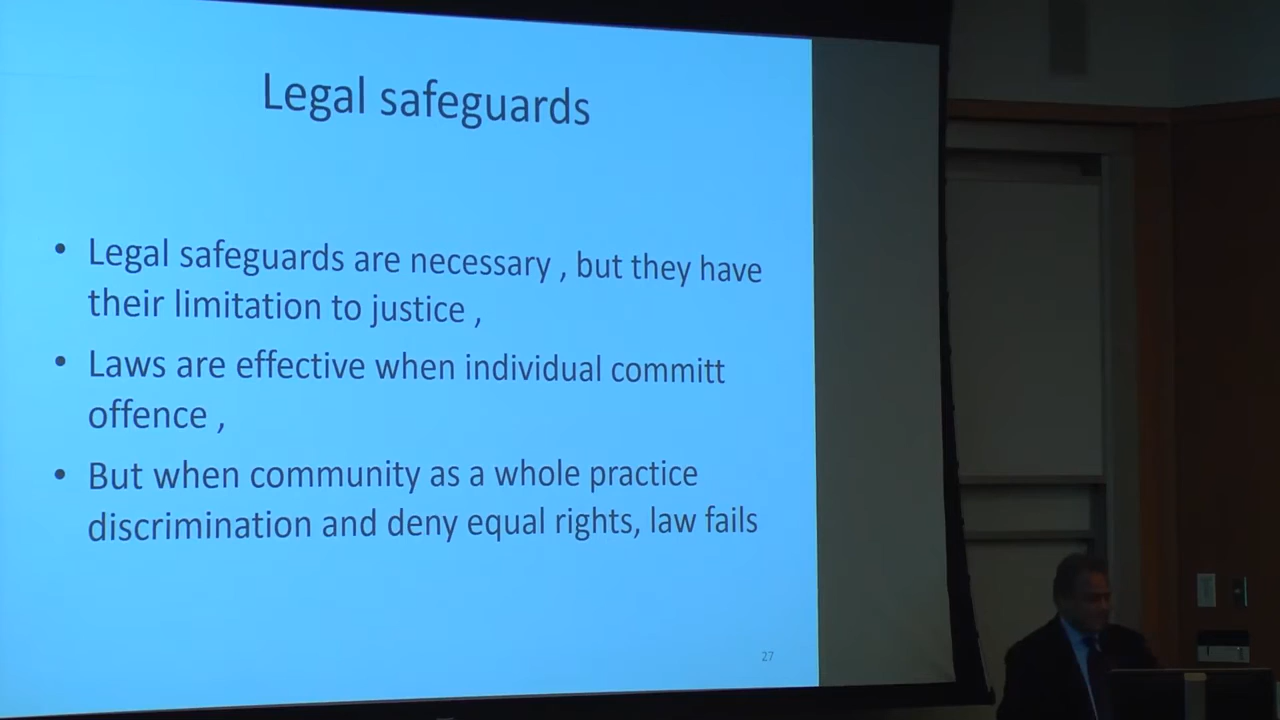 Legal safeguards
• Legal safeguards are necessary , but they have
their limitation to justice ,
• Laws are effective when individual committ
offence ,
• But when community as a whole practice
discrimination and deny equal rights, law fails
27